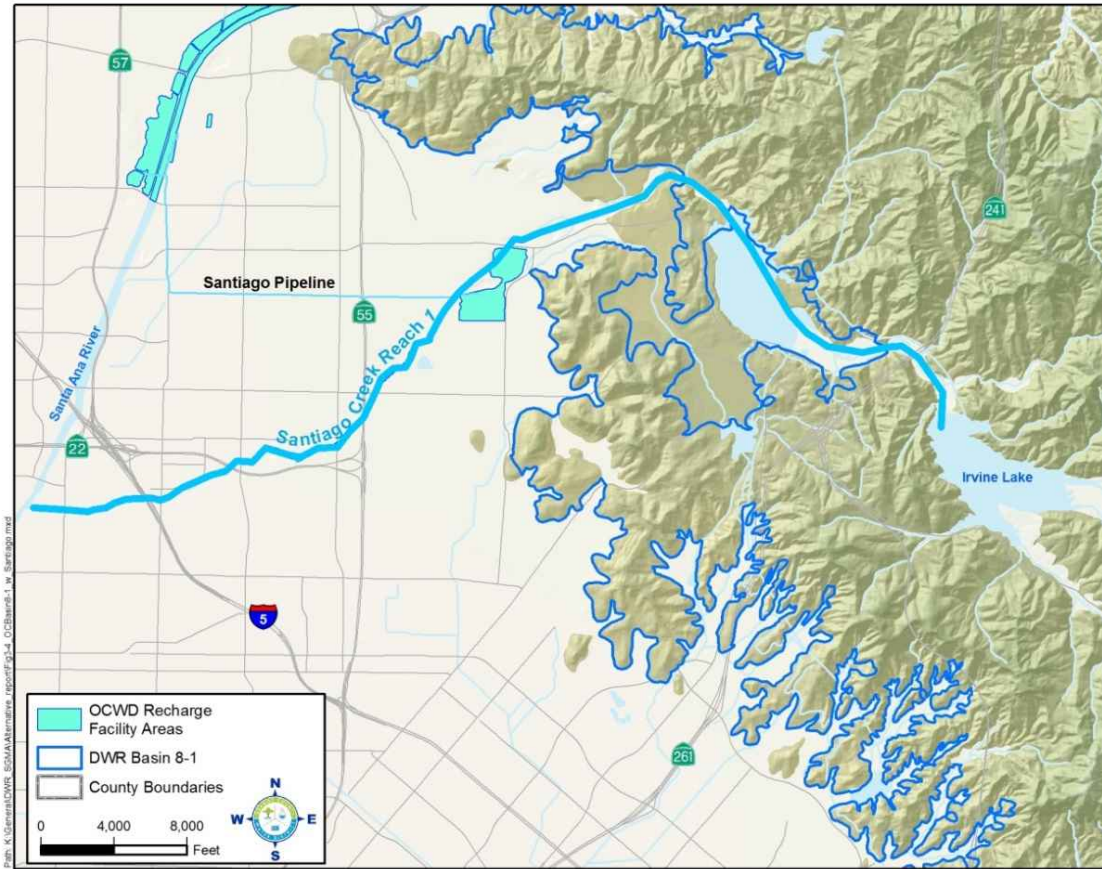 57
241
Santiago Pipeline
55
Santiago Creek Reach 1
Santa Ana River
22
Irvine Lake
5
261
OCWD Recharge
Facility Areas
DWR Basin 8-1
County Boundaries
N
W
E
S
0 4,000 8,000
Feet